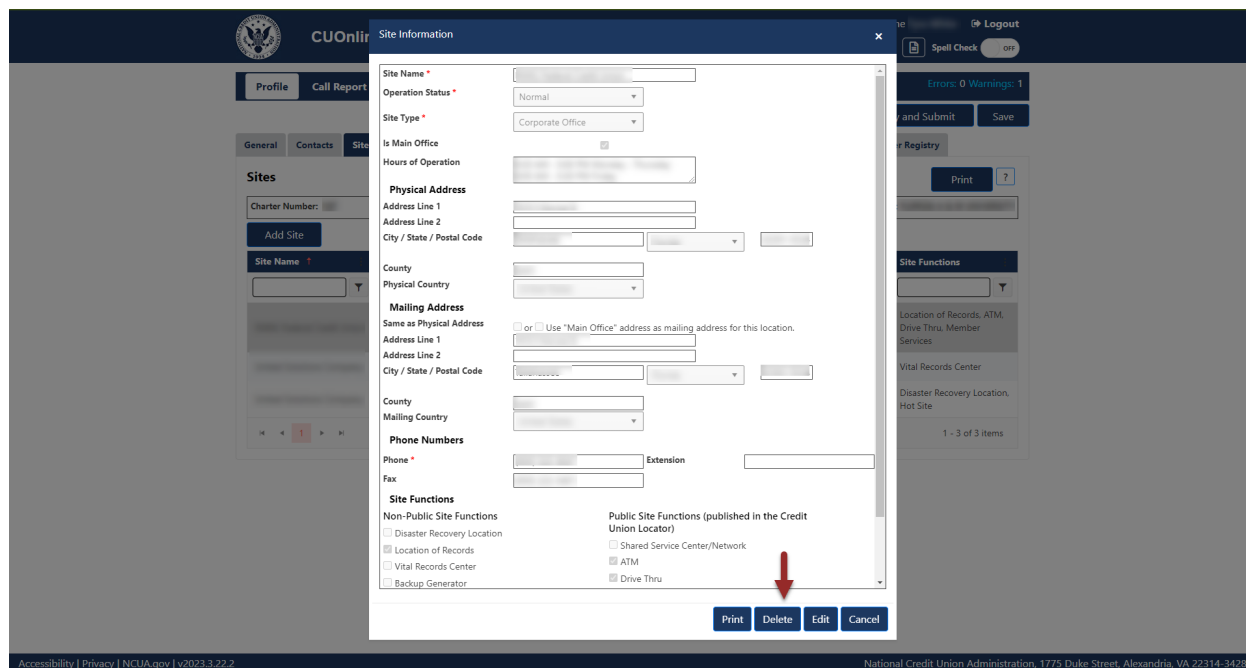 CUOnlin
Site Information
×
ne
Logout
Spell Check
OFF
Profile
Call Report
Errors: 0 Warnings: 1
and Submit
Save
General
Contacts
Site
Registry
Sites
Print
?
Charter Number:
Add Site
Site Name ↑
Site Functions
Location of Records, ATM,
Drive Thru, Member
Services
Vital Records Center
Disaster Recovery Location,
Hot Site
1
1 - 3 of 3 items
Site Name *
Operation Status *
Normal
Site Type *
Corporate Office
Is Main Office
Hours of Operation
Physical Address
Address Line 1
Address Line 2
City / State / Postal Code
County
Physical Country
Mailing Address
Same as Physical Address
or Use "Main Office" address as mailing address for this location.
Address Line 1
Address Line 2
City / State / Postal Code
County
Mailing Country
Phone Numbers
Phone *
Extension
Fax
Site Functions
Non-Public Site Functions
Disaster Recovery Location
Location of Records
Vital Records Center
Backup Generator
Public Site Functions (published in the Credit
Union Locator)
Shared Service Center/Network
ATM
Drive Thru
Print
Delete
Edit
Cancel
Accessibility | Privacy | NCUA.gov | v2023.3.22.2
National Credit Union Administration, 1775 Duke Street, Alexandria, VA 22314-3428